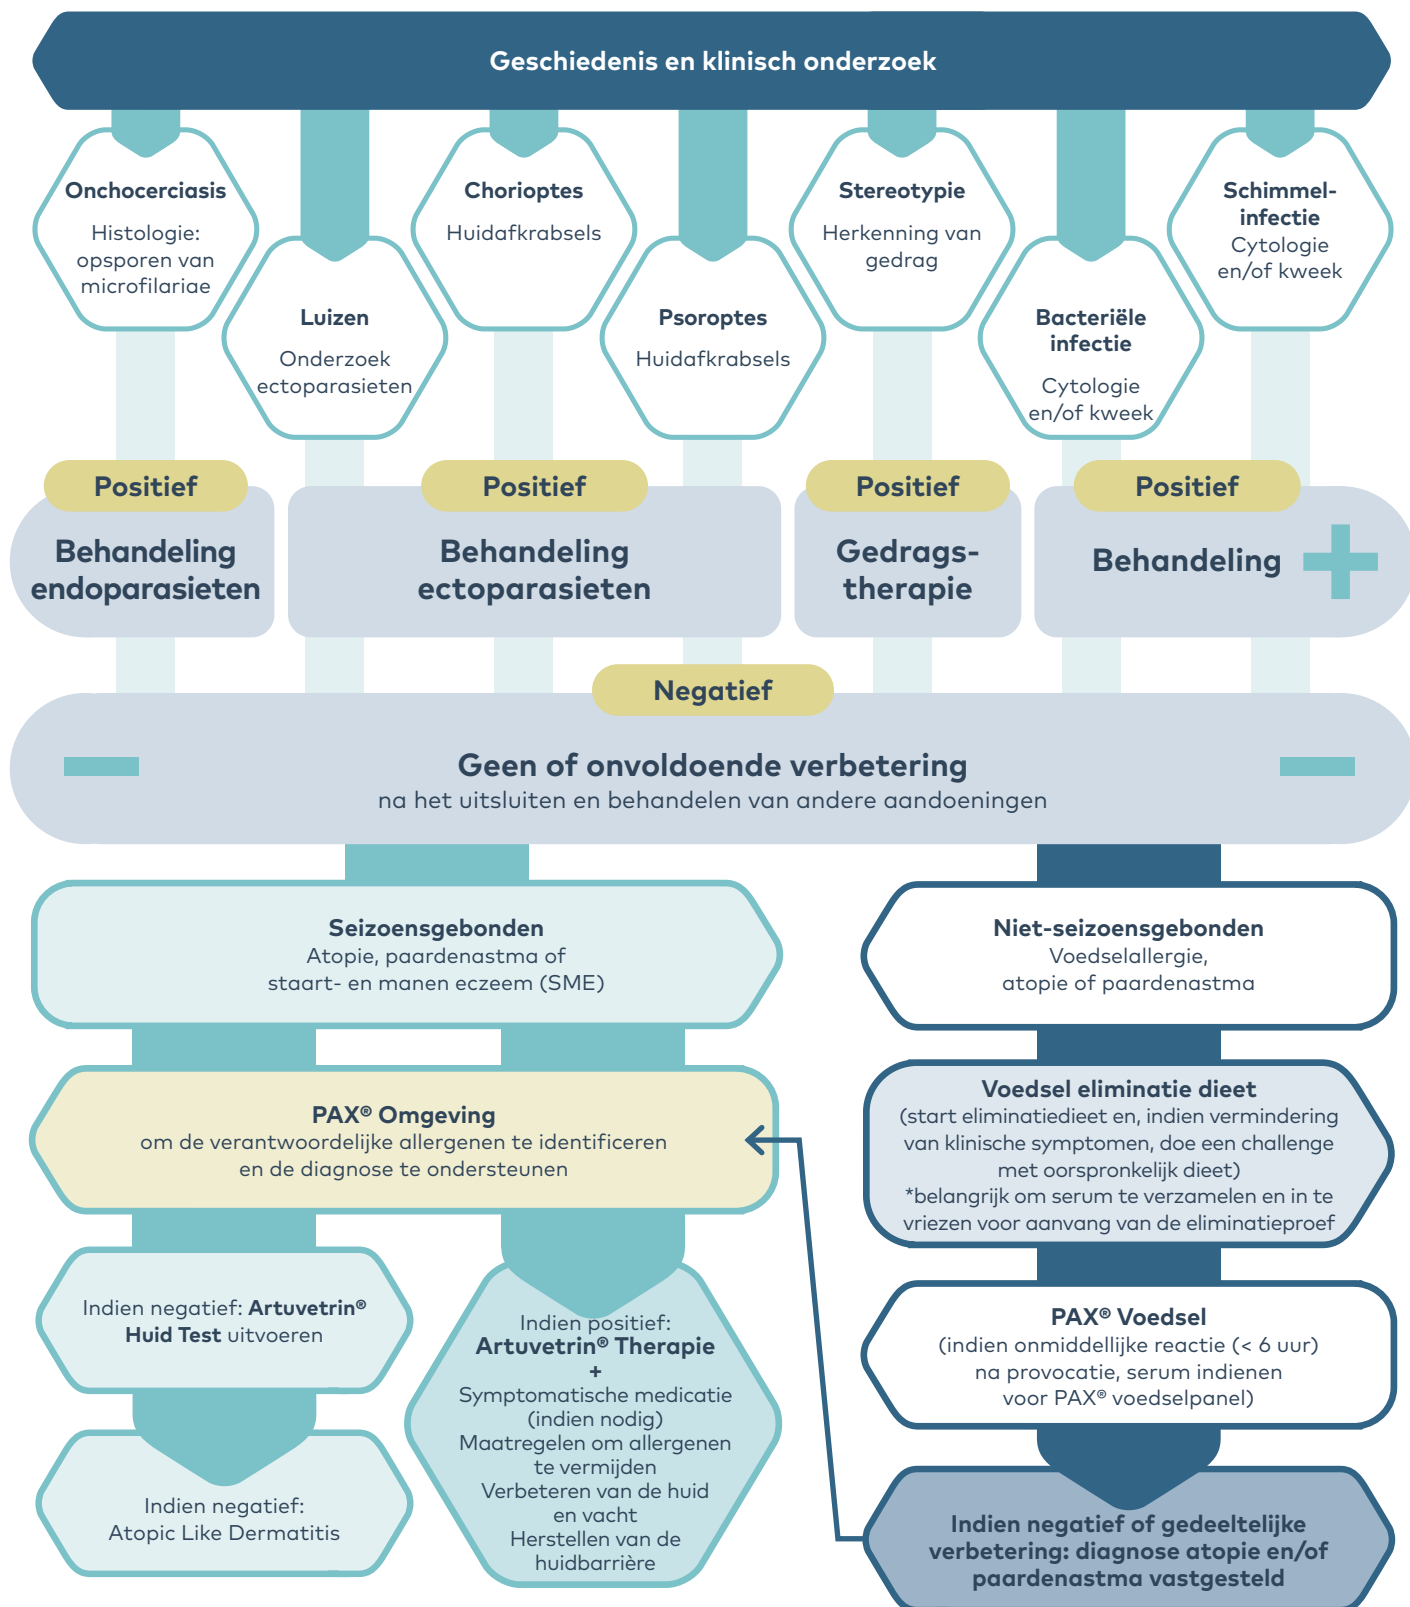 Geschiedenis en klinisch onderzoek
Onchocerciasis
Histologie:
opsporen van
microfilariae
Luizen
Onderzoek
ectoparasieten
Chorioptes
Huidafkrabsels
Psoroptes
Huidafkrabsels
Stereotypie
Herkenning van
gedrag
Bacteriële
infectie
Cytologie
en/of kweek
Schimmel-
infectie
Cytologie
en/of kweek
Positief
Behandeling
endoparasieten
Positief
Behandeling
ectoparasieten
Positief
Gedrags-
therapie
Positief
Behandeling
Negatief
Geen of onvoldoende verbetering
na het uitsluiten en behandelen van andere aandoeningen
Seizoensgebonden
Atopie, paardenastma of
staart- en manen eczeem (SME)
PAX® Omgeving
om de verantwoordelijke allergenen te identificeren
en de diagnose te ondersteunen
Indien negatief: Artuvetrin®
Huid Test uitvoeren
Indien negatief:
Atopic Like Dermatitis
Indien positief:
Artuvetrin® Therapie
+
Symptomatische medicatie
(indien nodig)
Maatregelen om allergenen
te vermijden
Verbeteren van de huid
en vacht
Herstellen van de
huidbarrière
Niet-seizoensgebonden
Voedselallergie,
atopie of paardenastma
Voedsel eliminatie dieet
(start eliminatiedieet en, indien vermindering
van klinische symptomen, doe een challenge
met oorspronkelijk dieet)
*belangrijk om serum te verzamelen en in te
vriezen voor aanvang van de eliminatieproef
PAX® Voedsel
(indien onmiddellijke reactie (< 6 uur)
na provocatie, serum indienen
voor PAX® voedselpanel)
Indien negatief of gedeeltelijke
verbetering: diagnose atopie en/of
paardenastma vastgesteld